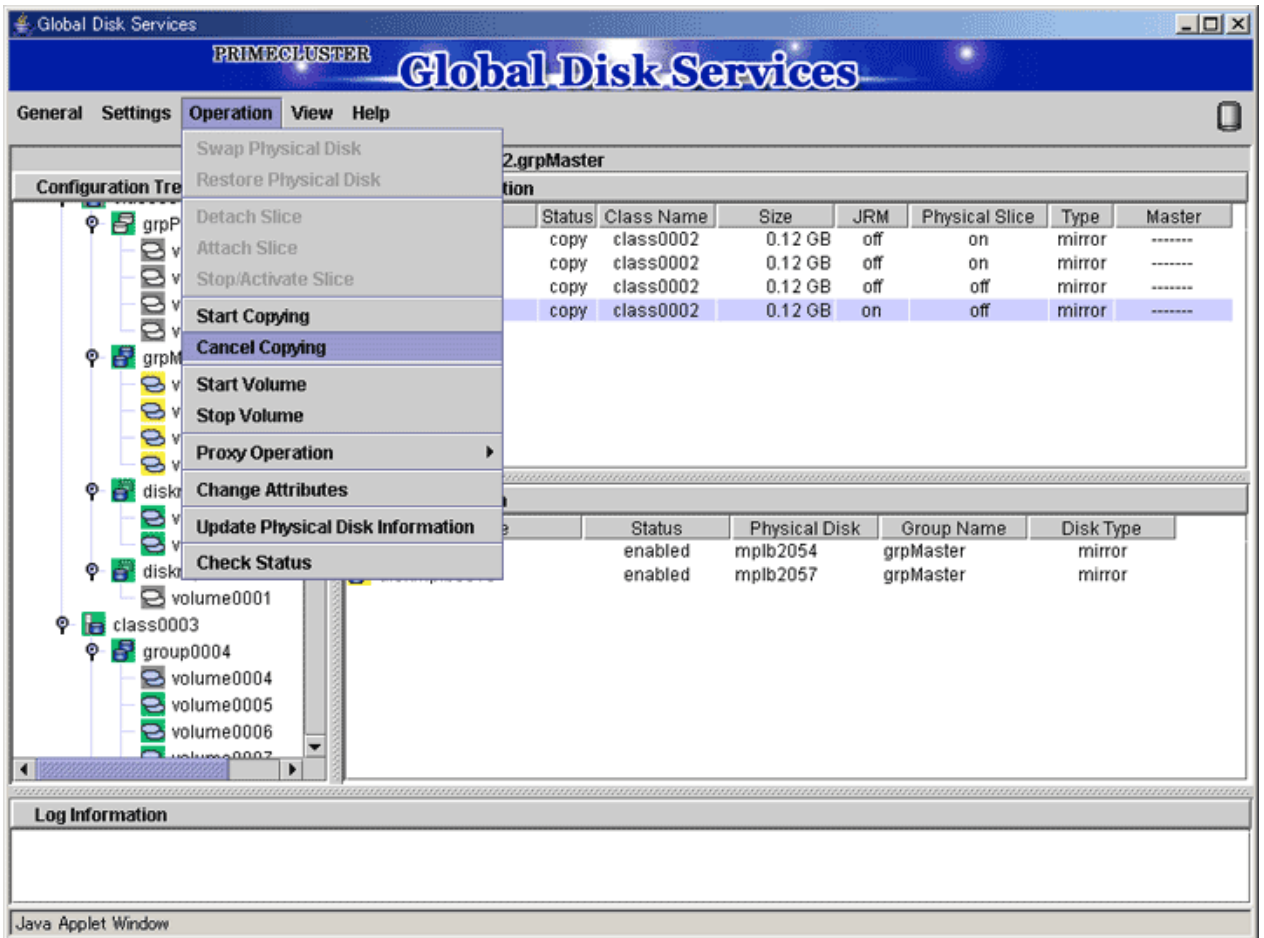 Global Disk Services
PRIMECLUSTER Global Disk Services
General Settings Operation View Help
2.grpMaster
Configuration Tre
tion
Swap Physical Disk
Restore Physical Disk
Detach Slice
Attach Slice
Stop/Activate Slice
Start Copying
Cancel Copying
Start Volume
Stop Volume
Proxy Operation
Change Attributes
Update Physical Disk Information
Check Status
grpP
v
v
v
v
grpM
v
v
v
v
diskr
v
v
diskr
volume0001
class0003
group0004
volume0004
volume0005
volume0006
Status Class Name Size JRM Physical Slice Type Master
copy class0002 0.12 GB off on mirror -------
copy class0002 0.12 GB off on mirror -------
copy class0002 0.12 GB off off mirror -------
copy class0002 0.12 GB on off mirror -------
Status Physical Disk Group Name Disk Type
enabled mplb2054 grpMaster mirror
enabled mplb2057 grpMaster mirror
Log Information
Java Applet Window